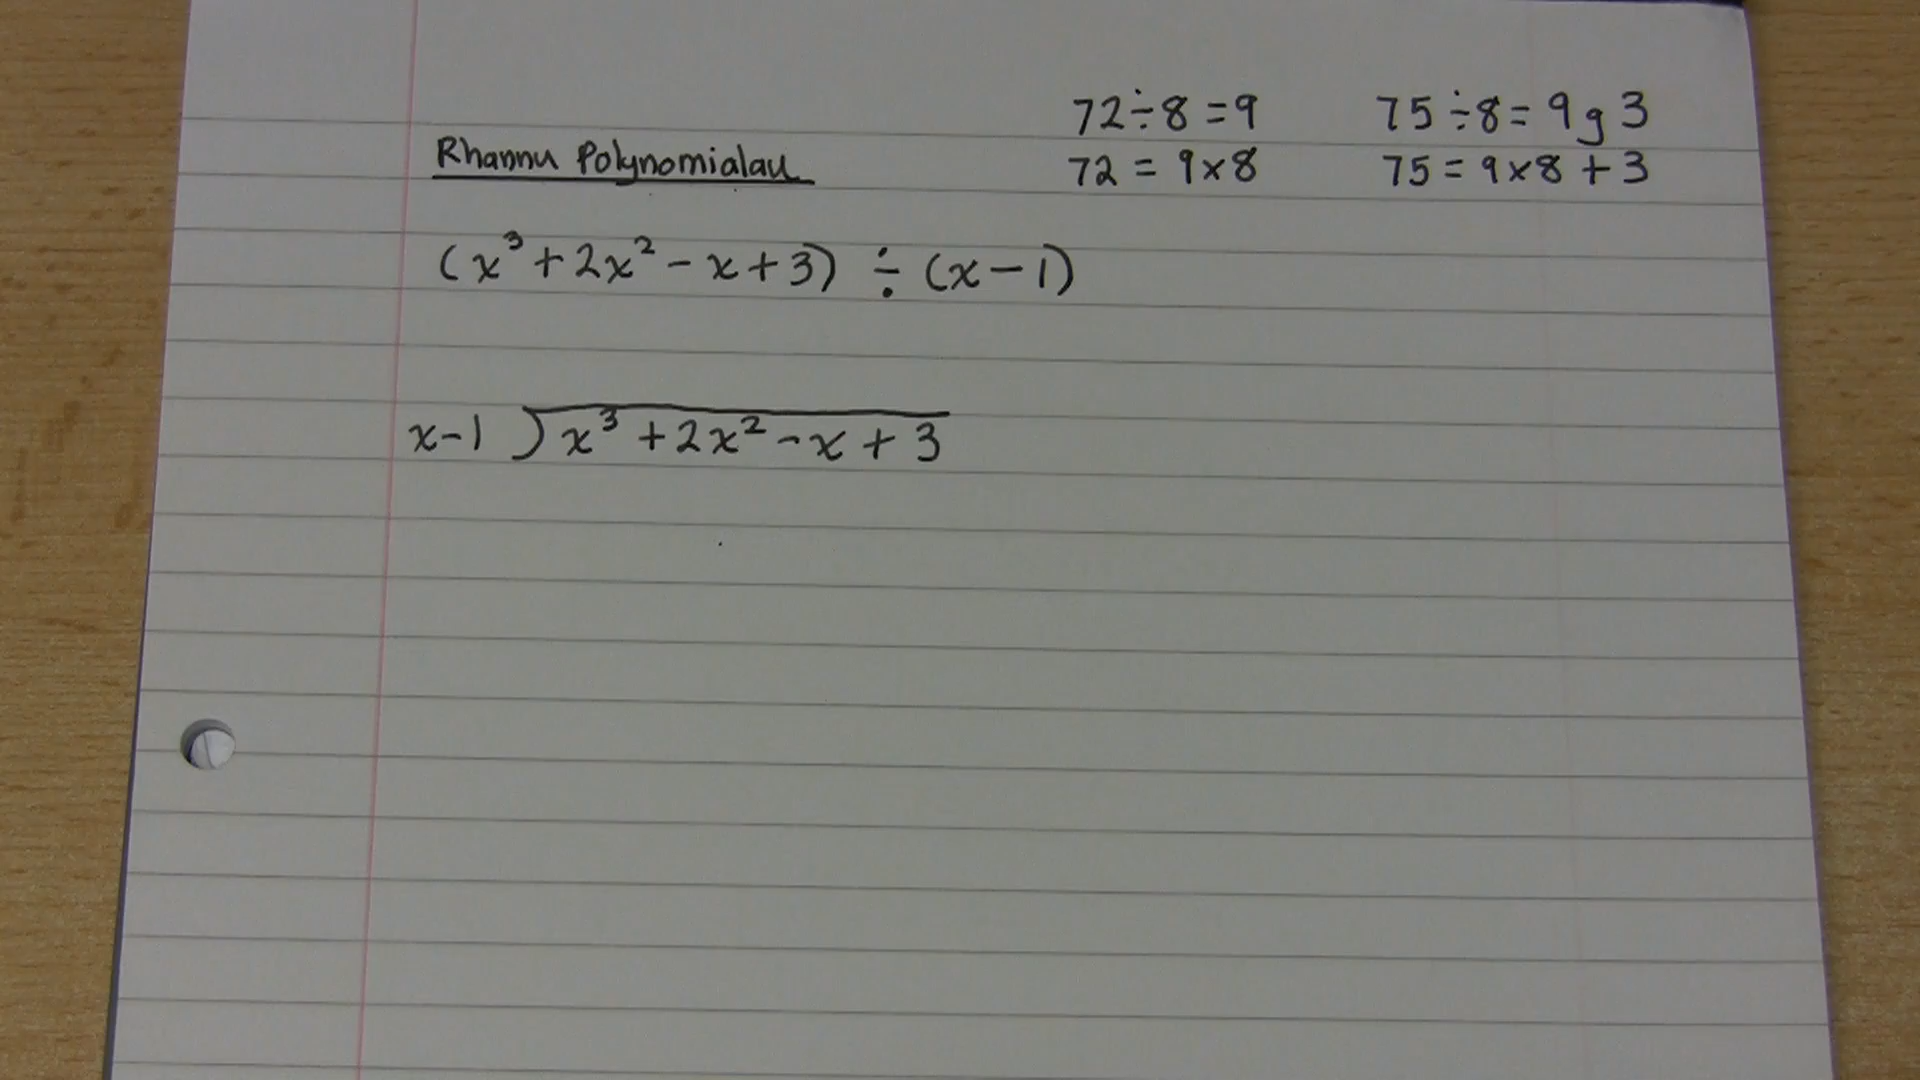 72÷8=9 75÷8=9 g 3
Rhannu Polynomialau 72 = 9×8 75 = 9×8 + 3
(x³ + 2x² - x + 3) ÷ (x - 1)
x-1 ) x³ + 2x² - x + 3